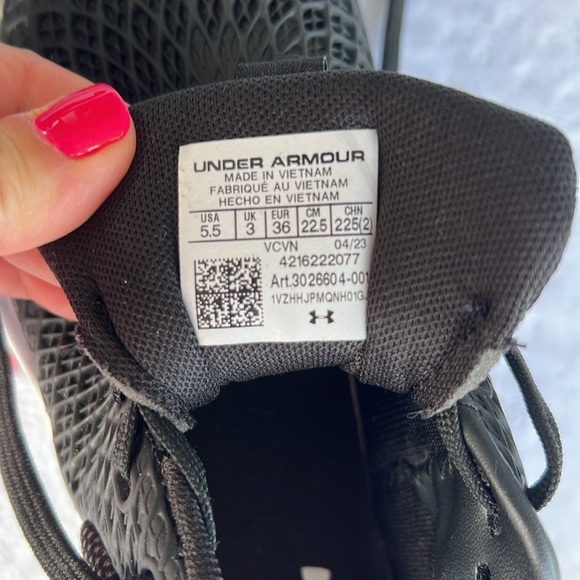 UNDER ARMOUR
MADE IN VIETNAM
FABRIQUÉ AU VIETNAM
HECHO EN VIETNAM
USA UK EUR CM CHN
5.5 3 36 22.5 225(2)
VCVN 04/23
4216222077
Art.3026604-001
1VZHHJPMQNH01GJ